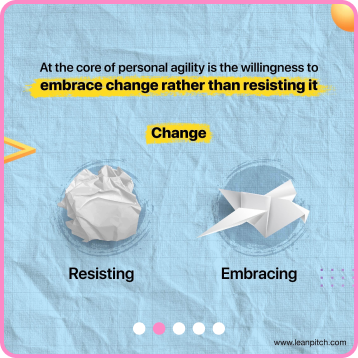 At the core of personal agility is the willingness to
embrace change rather than resisting it
Change
Resisting
Embracing
www.leanpitch.com